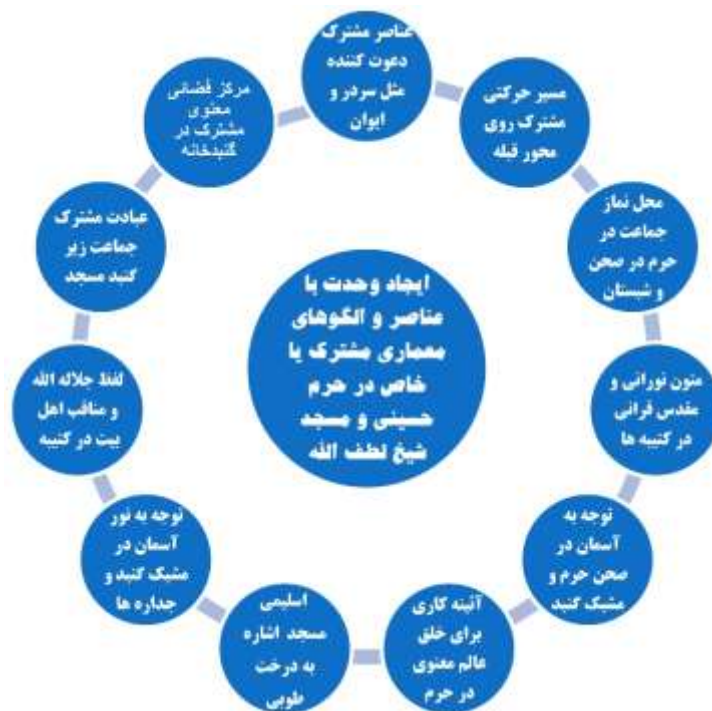 عناصر مشترک
دعوت کننده
مثل سردر و
ایوان
مسیر حرکتی
مشترک روی
محور قبله
محل نماز
جماعت در
حرم در صحن
و شبستان
متون نورانی و
مقدس قرانی
در کتیبه ها
توجه به
آسمان در
صحن حرم و
مشبک گنبد
آئینه کاری
برای خلق
عالم معنوی
در حرم
اسلیمی
مسجد اشاره
به درخت
طوبی
توجه به نور
آسمان در
مشبک گنبد و
جداره ها
لفظ جلاله الله
و مناقب اهل
بیت در کتیبه
عبادت مشترک
جماعت زیر
گنبد مسجد
مرکز فضائی
معنوی
مشترک در
گنبدخانه
ایجاد وحدت با
عناصر و الگوهای
معماری مشترک یا
خاص در حرم
حسینی و مسجد
شیخ لطف الله